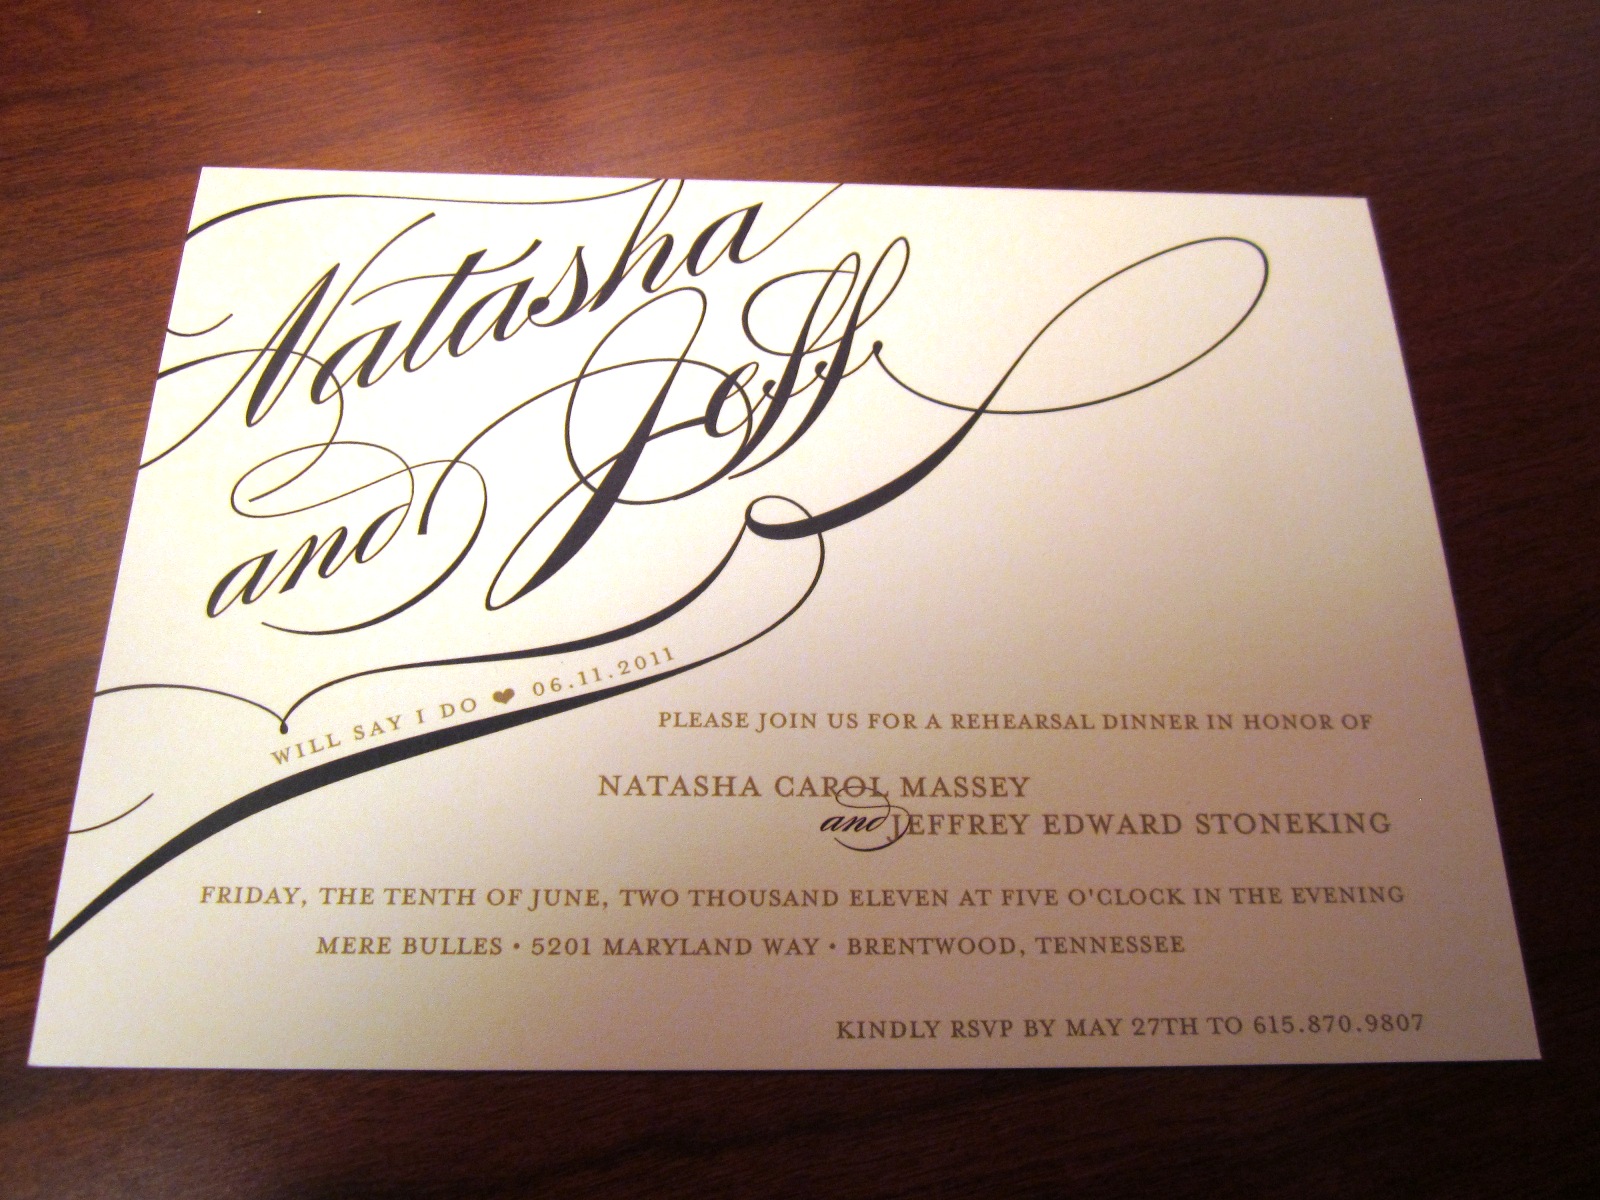 Natasha
and Jeff
WILL SAY I DO ♥ 06.11.2011
PLEASE JOIN US FOR A REHEARSAL DINNER IN HONOR OF
NATASHA CAROL MASSEY
and JEFFREY EDWARD STONEKING
FRIDAY, THE TENTH OF JUNE, TWO THOUSAND ELEVEN AT FIVE O'CLOCK IN THE EVENING
MERE BULLES • 5201 MARYLAND WAY • BRENTWOOD, TENNESSEE
KINDLY RSVP BY MAY 27TH TO 615.870.9807